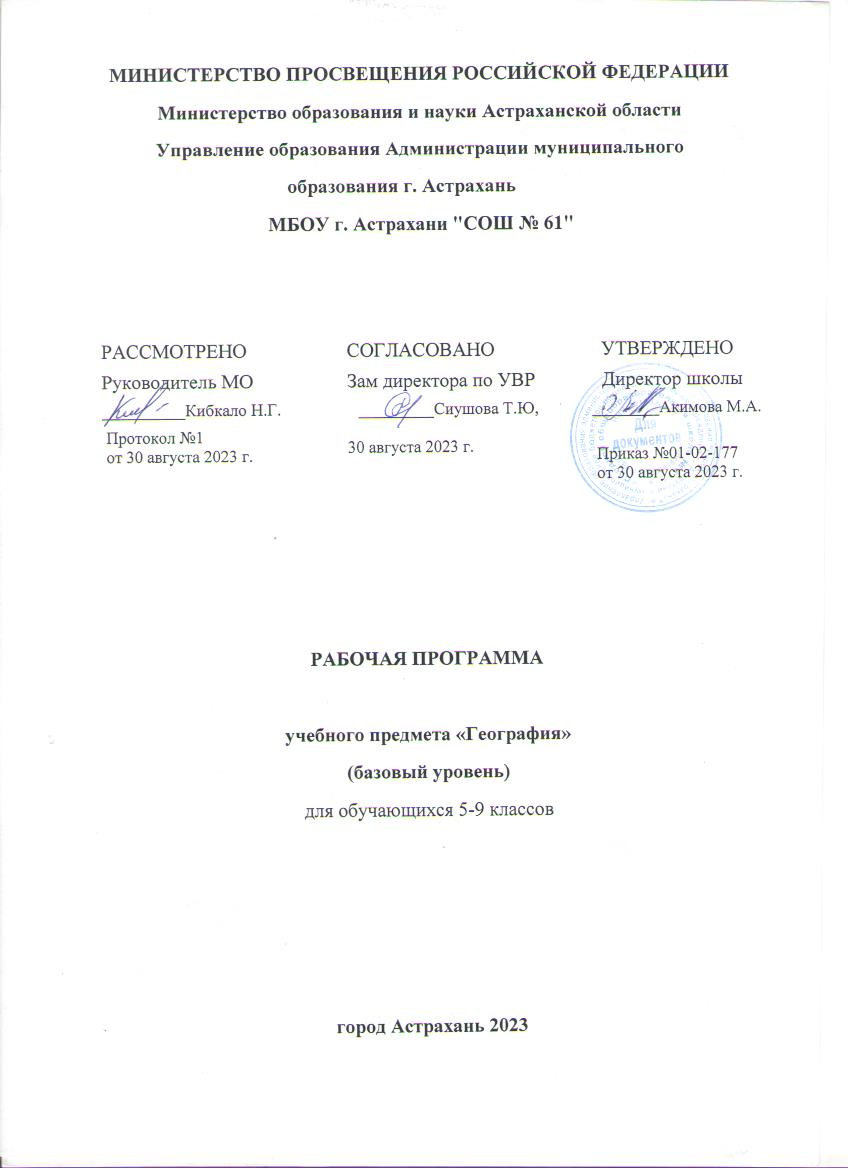 МИНИСТЕРСТВО ПРОСВЕЩЕНИЯ РОССИЙСКОЙ ФЕДЕРАЦИИ
Министерство образования и науки Астраханской области
Управление образования Администрации муниципального
образования г. Астрахань
МБОУ г. Астрахани "СОШ № 61"
РАССМОТРЕНО
Руководитель МО
Кибкало Н.Г.
Протокол №1
от 30 августа 2023 г.
СОГЛАСОВАНО
Зам директора по УВР
Сиушова Т.Ю,
30 августа 2023 г.
УТВЕРЖДЕНО
Директор школы
Акимова М.А.
Для
документов
Приказ №01-02-177
от 30 августа 2023 г.
РАБОЧАЯ ПРОГРАММА
учебного предмета «География»
(базовый уровень)
для обучающихся 5-9 классов
город Астрахань 2023